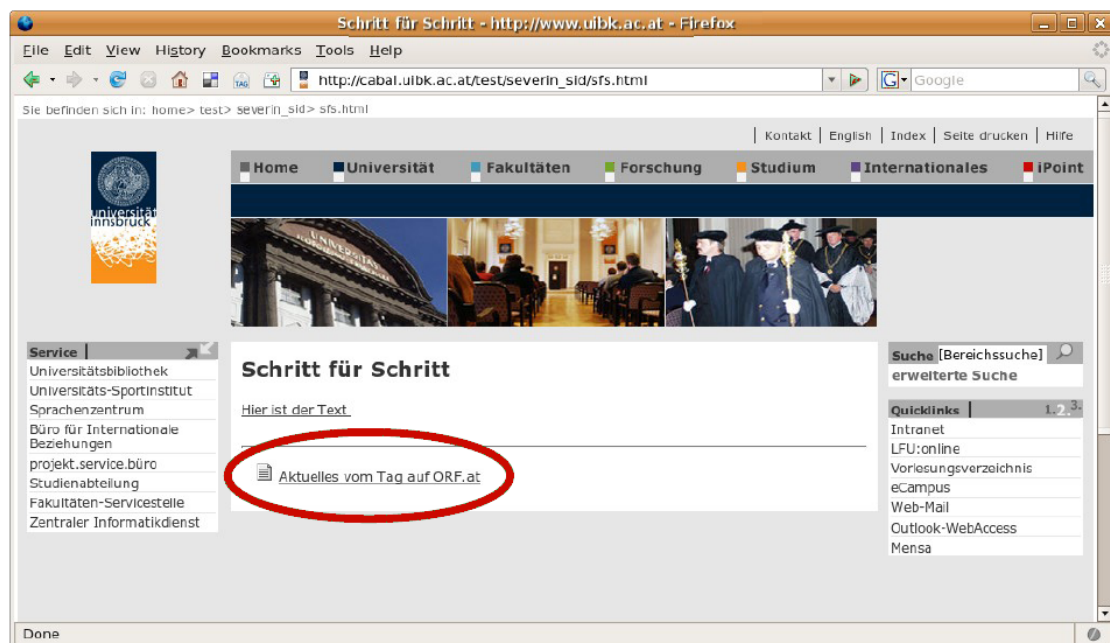 Schritt für Schritt - http://www.uibk.ac.at - Firefox
File Edit View History Bookmarks Tools Help
TAG http://cabal.uibk.ac.at/test/severin_sid/sfs.html G Google
Sie befinden sich in: home> test> severin_sid> sfs.html
Kontakt | English | Index | Seite drucken | Hilfe
Home Universität Fakultäten Forschung Studium Internationales iPoint
universität
innsbruck
UNIVERSITÄT
Service
Universitätsbibliothek
Universitäts-Sportinstitut
Sprachenzentrum
Büro für Internationale
Beziehungen
projekt.service.büro
Studienabteilung
Fakultäten-Servicestelle
Zentraler Informatikdienst
Schritt für Schritt
Hier ist der Text
Aktuelles vom Tag auf ORF.at
Suche [Bereichssuche]
erweiterte Suche
Quicklinks 1.2.3.
Intranet
LFU:online
Vorlesungsverzeichnis
eCampus
Web-Mail
Outlook-WebAccess
Mensa
Done